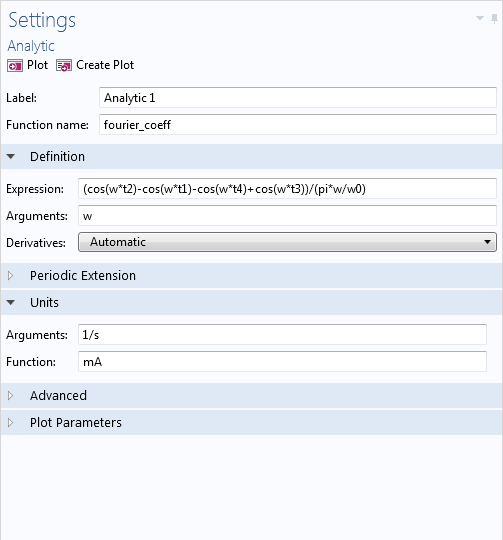 Settings
Analytic
Plot Create Plot
Label: Analytic 1
Function name: fourier_coeff
Definition
Expression: (cos(w*t2)-cos(w*t1)-cos(w*t4)+cos(w*t3))/(pi*w/w0)
Arguments: w
Derivatives: Automatic
Periodic Extension
Units
Arguments: 1/s
Function: mA
Advanced
Plot Parameters